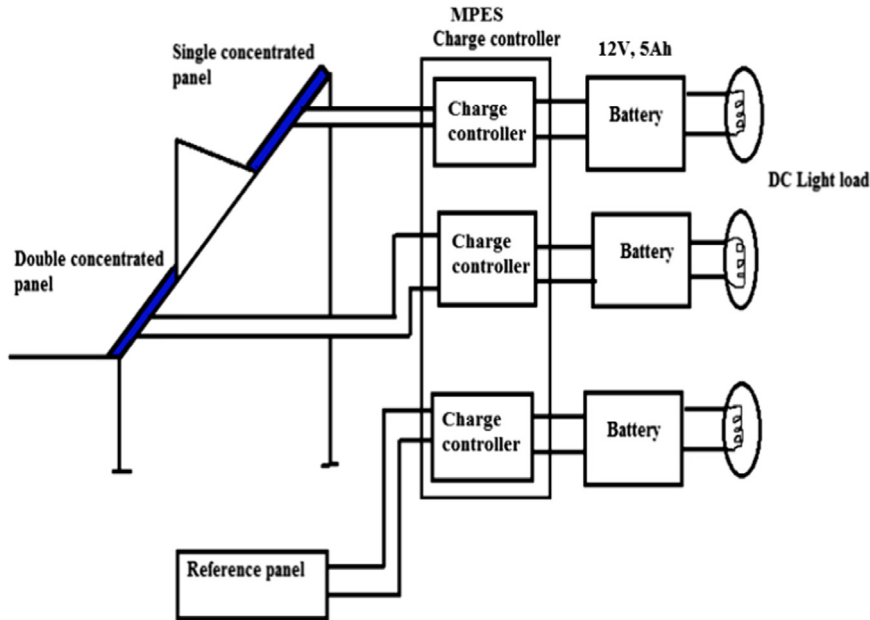 MPES
Charge controller
Single concentrated
panel
12V, 5Ah
Charge
controller
Battery
DC Light load
Double concentrated
panel
Charge
controller
Battery
Charge
controller
Battery
Reference panel